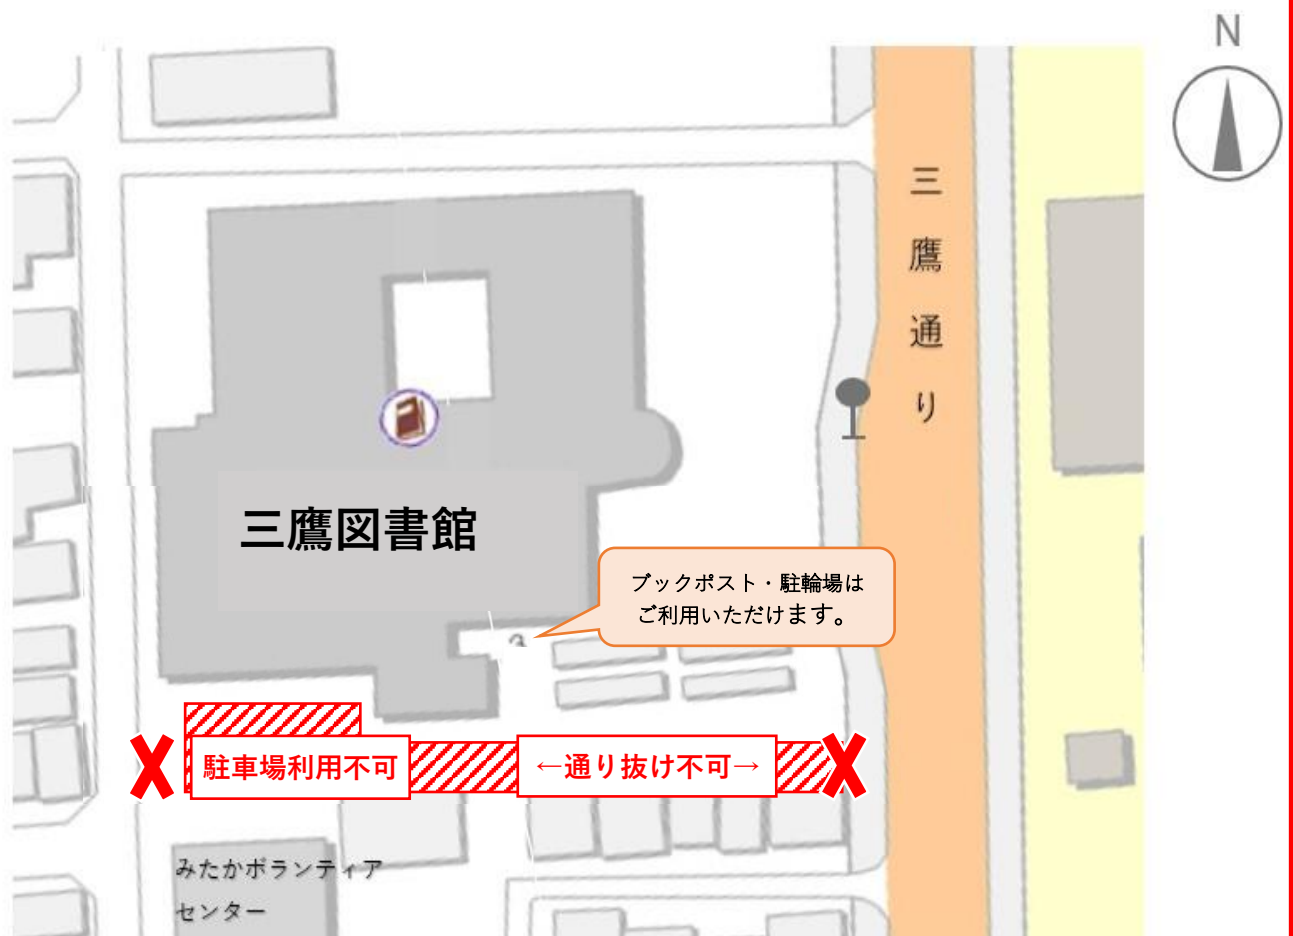 N
三鷹通り
三鷹図書館
ブックポスト・駐輪場は
ご利用いただけます。
駐車場利用不可
←通り抜け不可→
みたかボランティア
センター